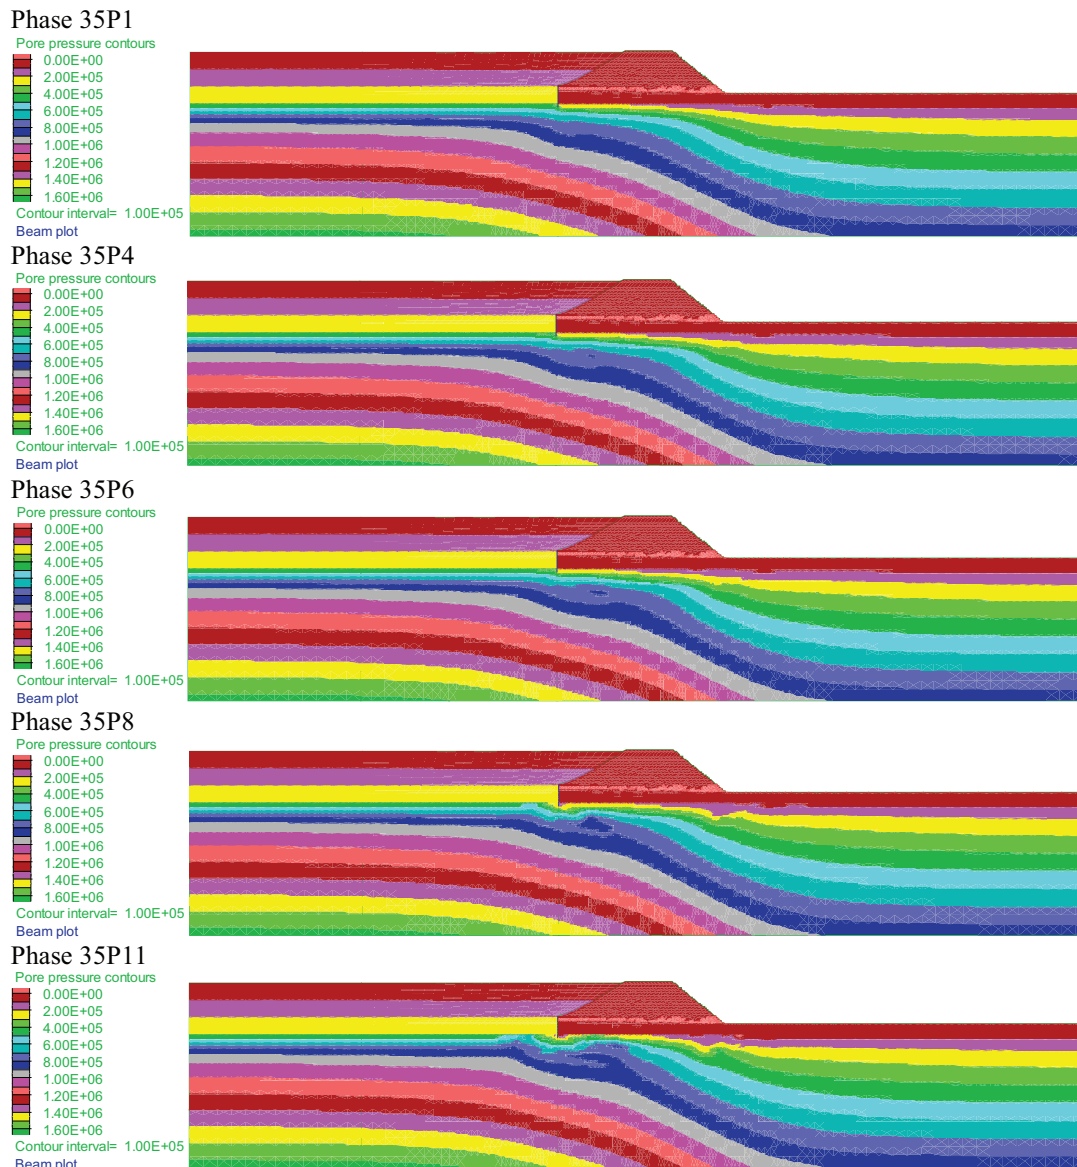 Phase 35P1
Pore pressure contours
0.00E+00
2.00E+05
4.00E+05
6.00E+05
8.00E+05
1.00E+06
1.20E+06
1.40E+06
1.60E+06
Contour interval= 1.00E+05
Beam plot
Phase 35P4
Pore pressure contours
0.00E+00
2.00E+05
4.00E+05
6.00E+05
8.00E+05
1.00E+06
1.20E+06
1.40E+06
1.60E+06
Contour interval= 1.00E+05
Beam plot
Phase 35P6
Pore pressure contours
0.00E+00
2.00E+05
4.00E+05
6.00E+05
8.00E+05
1.00E+06
1.20E+06
1.40E+06
1.60E+06
Contour interval= 1.00E+05
Beam plot
Phase 35P8
Pore pressure contours
0.00E+00
2.00E+05
4.00E+05
6.00E+05
8.00E+05
1.00E+06
1.20E+06
1.40E+06
1.60E+06
Contour interval= 1.00E+05
Beam plot
Phase 35P11
Pore pressure contours
0.00E+00
2.00E+05
4.00E+05
6.00E+05
8.00E+05
1.00E+06
1.20E+06
1.40E+06
1.60E+06
Contour interval= 1.00E+05
Beam plot